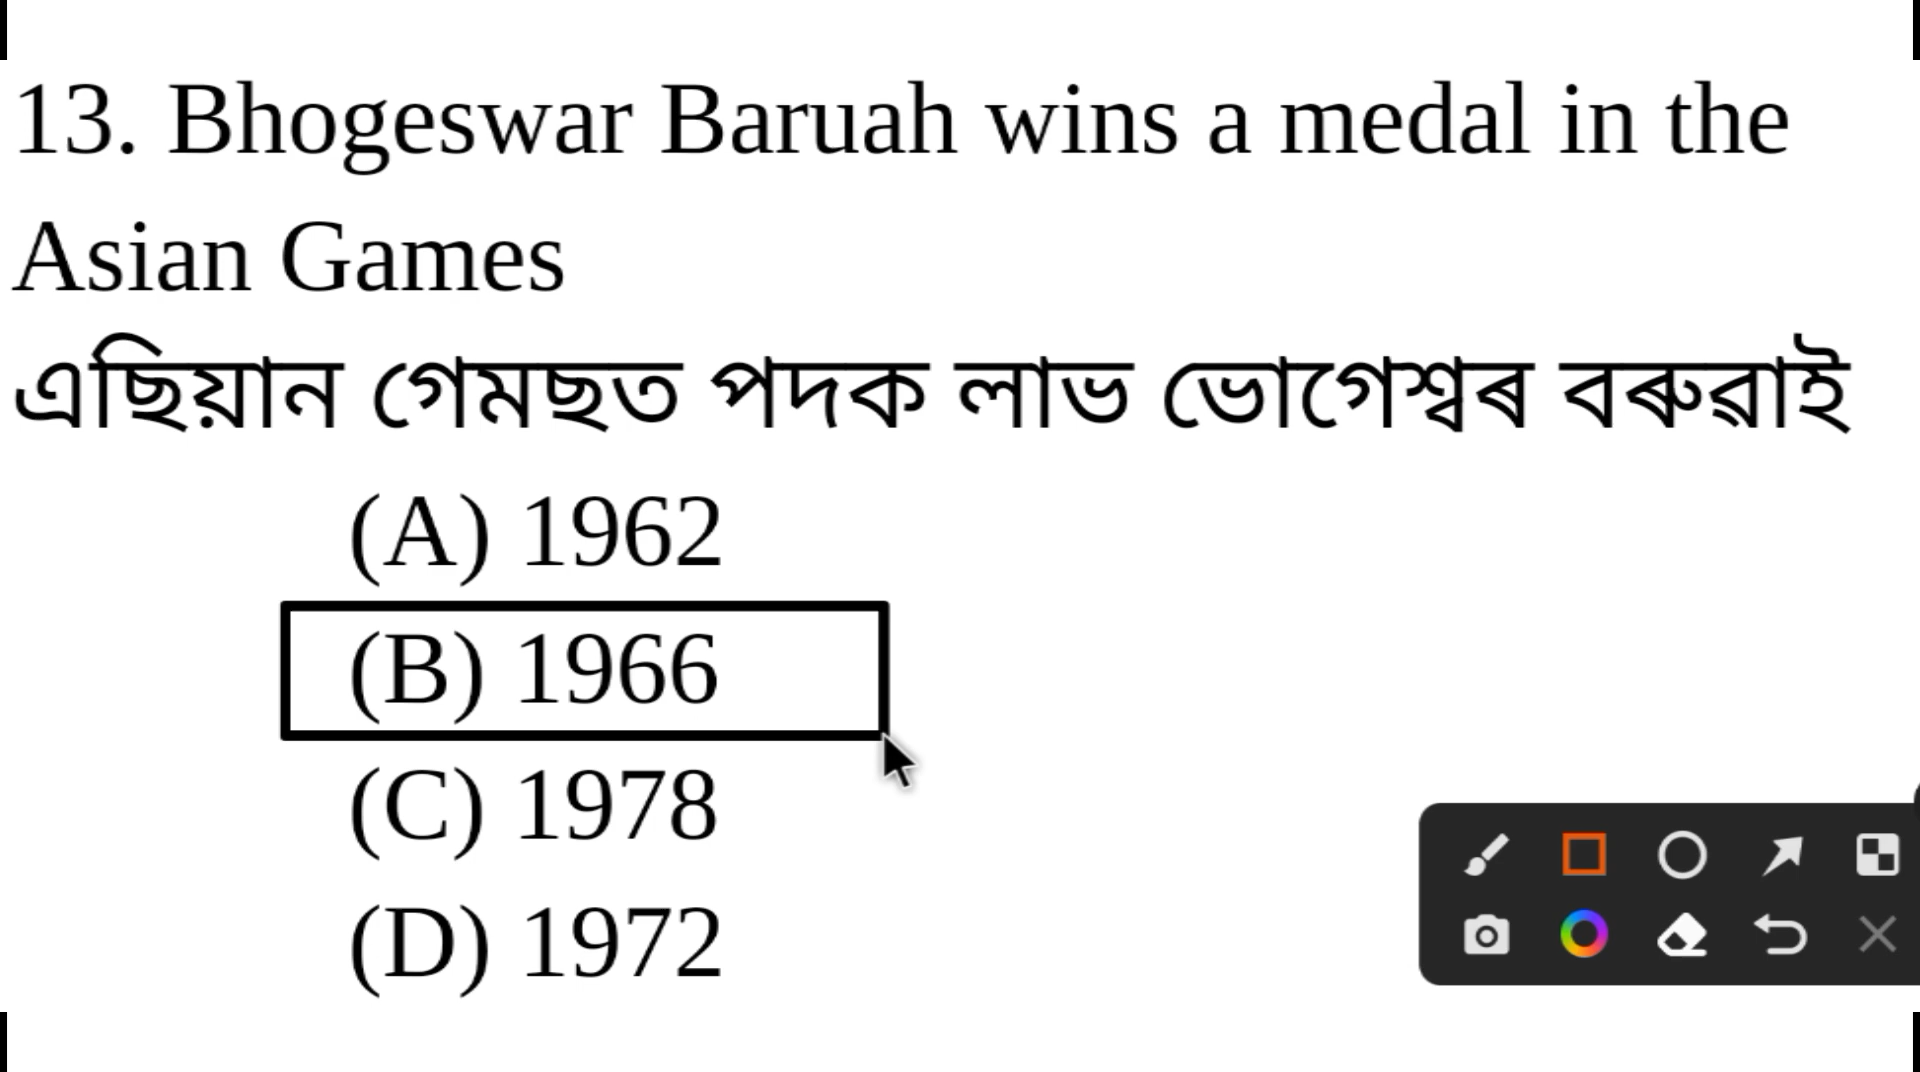 13. Bhogeswar Baruah wins a medal in the
Asian Games
এছিয়ান গেমছত পদক লাভ ভোগেশ্বৰ বৰুৱাই
(A) 1962
(B) 1966
(C) 1978
(D) 1972